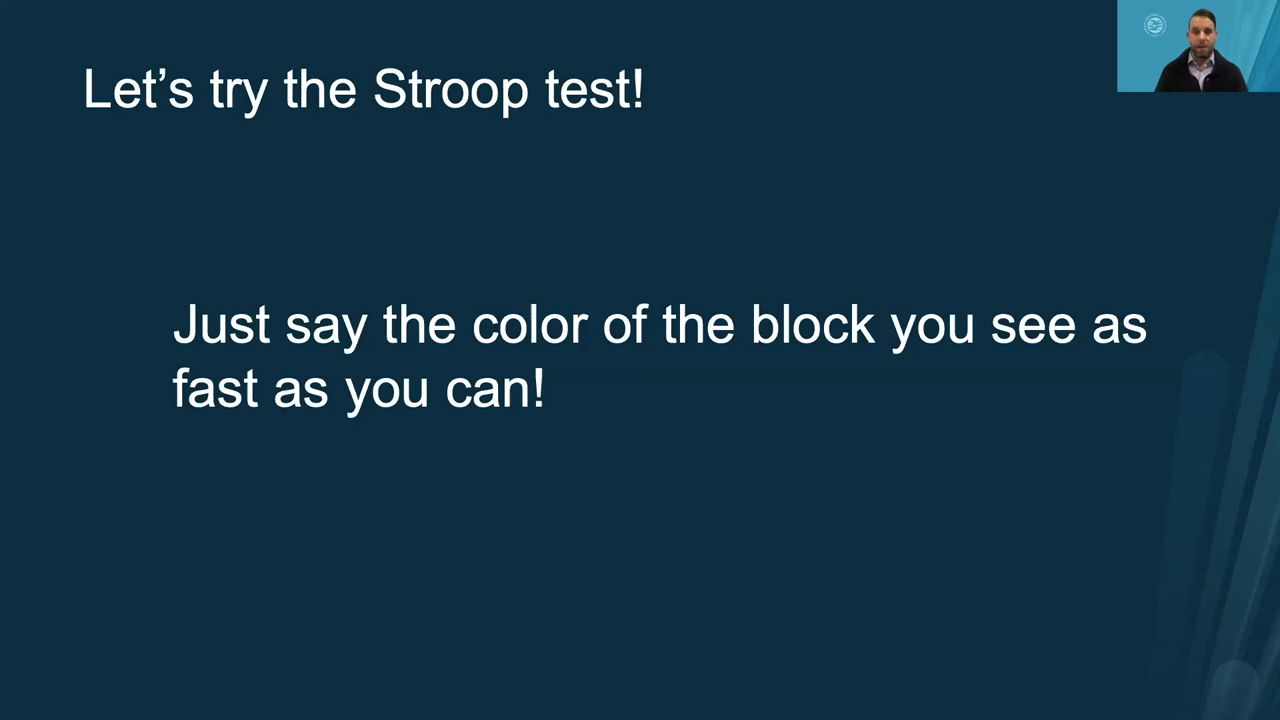 Let’s try the Stroop test!
Just say the color of the block you see as
fast as you can!